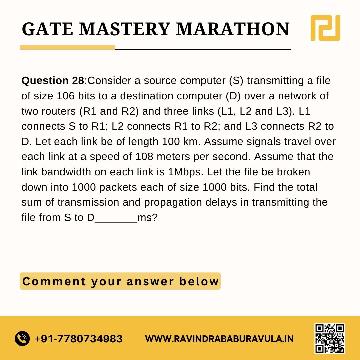 GATE MASTERY MARATHON
Question 28:Consider a source computer (S) transmitting a file
of size 106 bits to a destination computer (D) over a network of
two routers (R1 and R2) and three links (L1, L2 and L3). L1
connects S to R1; L2 connects R1 to R2; and L3 connects R2 to
D. Let each link be of length 100 km. Assume signals travel over
each link at a speed of 108 meters per second. Assume that the
link bandwidth on each link is 1Mbps. Let the file be broken
down into 1000 packets each of size 1000 bits. Find the total
sum of transmission and propagation delays in transmitting the
file from S to D_______ms?
Comment your answer below
+91-7780734983
WWW.RAVINDRABABURAVULA.IN